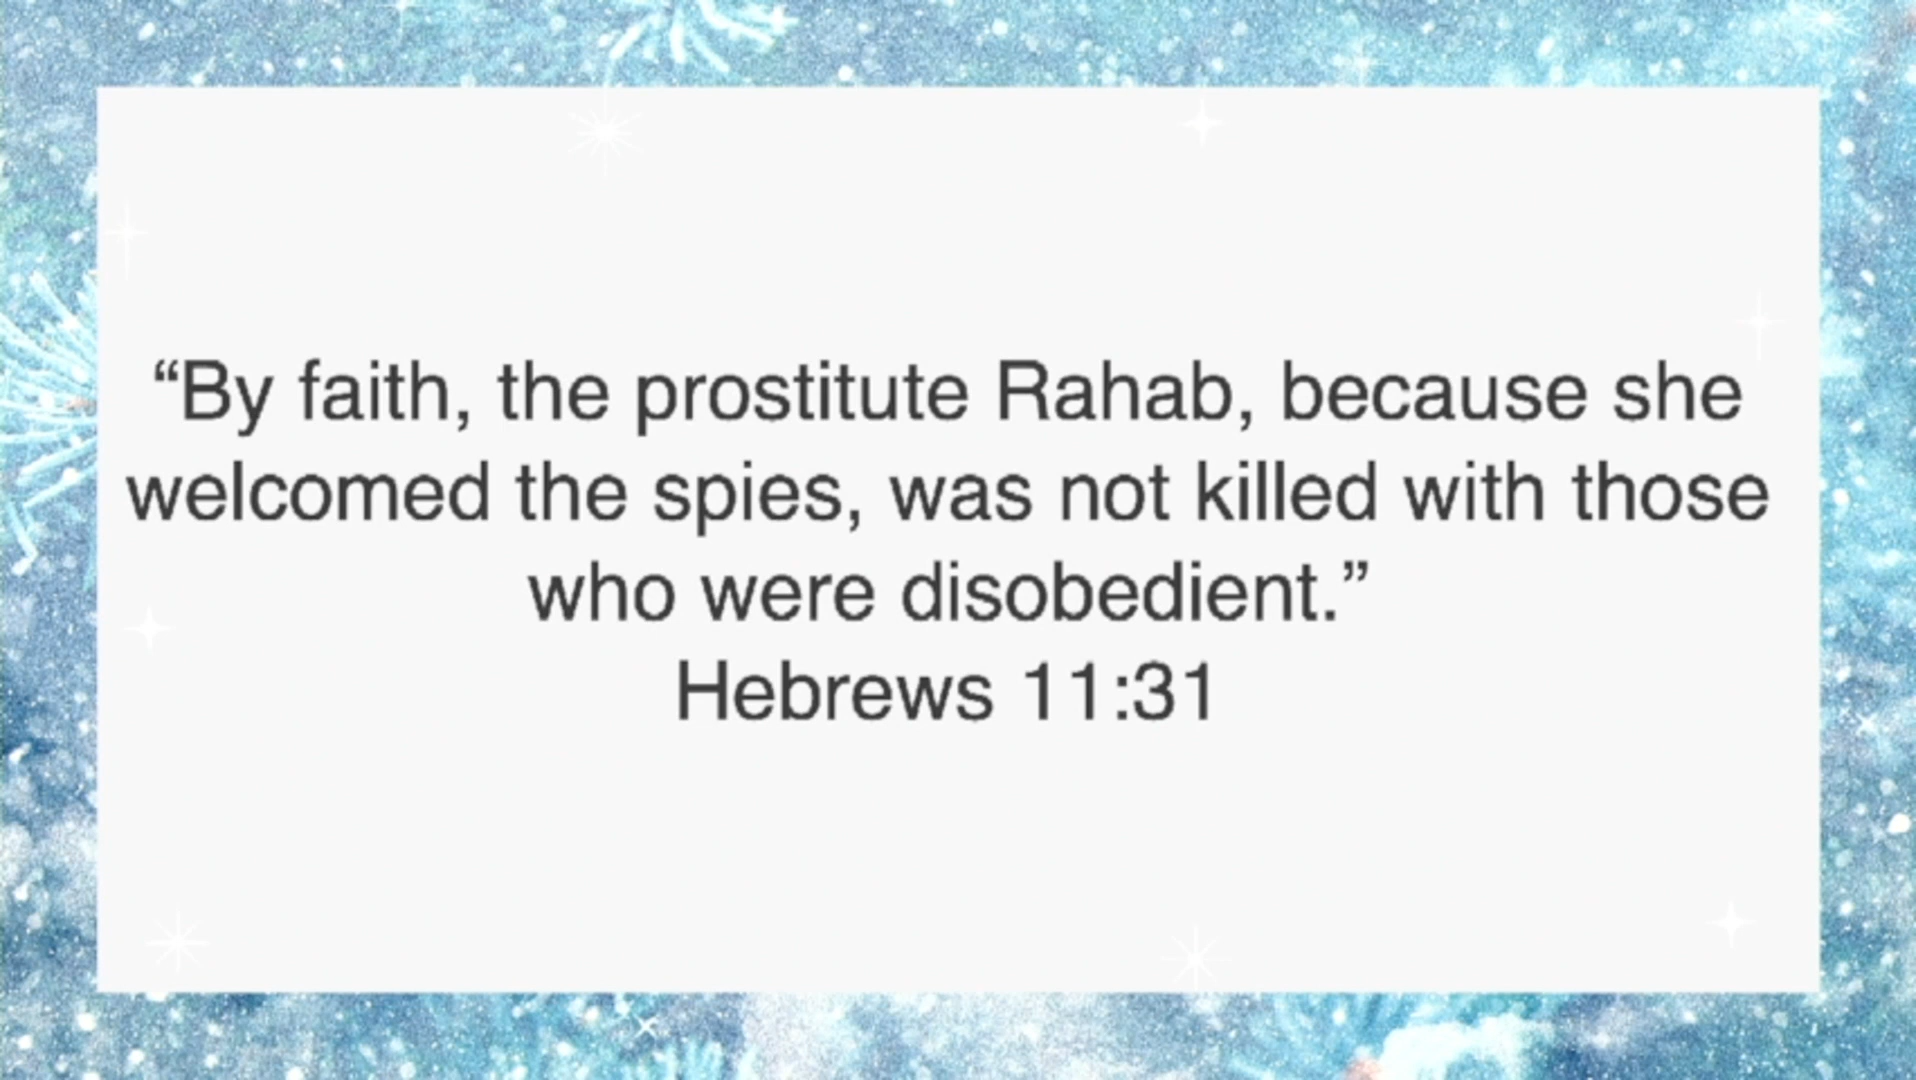 “By faith, the prostitute Rahab, because she
welcomed the spies, was not killed with those
who were disobedient.”
Hebrews 11:31